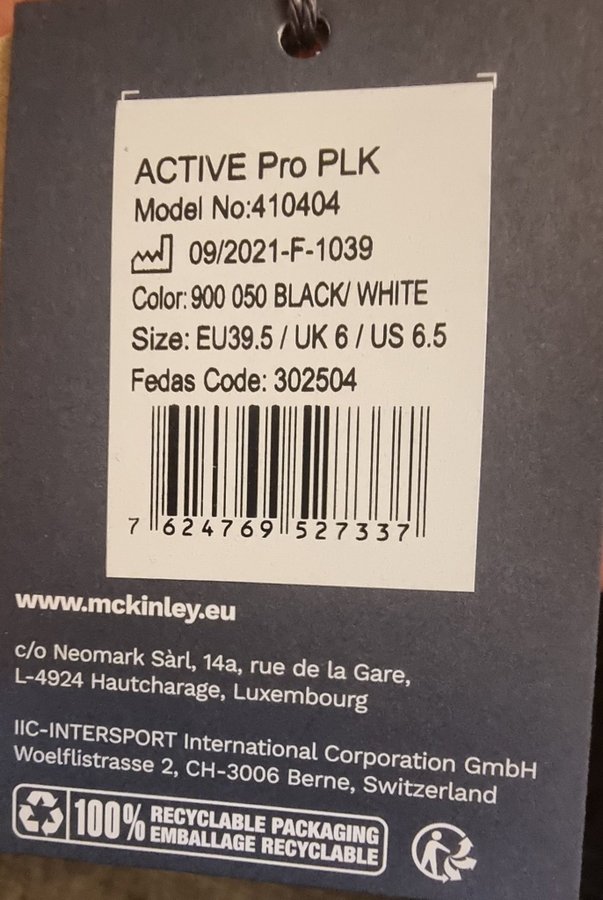 ACTIVE Pro PLK
Model No:410404
09/2021-F-1039
Color: 900 050 BLACK/ WHITE
Size: EU39.5 / UK 6 / US 6.5
Fedas Code: 302504
7 624769 527337
www.mckinley.eu
c/o Neomark Sàrl, 14a, rue de la Gare,
L-4924 Hautcharage, Luxembourg
IIC-INTERSPORT International Corporation GmbH
Woelflistrasse 2, CH-3006 Berne, Switzerland
100% RECYCLABLE PACKAGING
EMBALLAGE RECYCLABLE